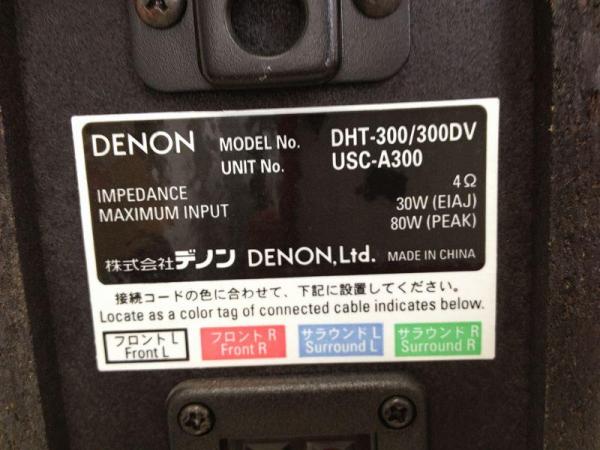 DENON MODEL No. DHT-300/300DV
UNIT No. USC-A300
IMPEDANCE 4Ω
MAXIMUM INPUT 30W (EIAJ)
80W (PEAK)
株式会社デノン DENON,Ltd. MADE IN CHINA
接続コードの色に合わせて、下記に設置してください。
Locate as a color tag of connected cable indicates below.
フロント L フロント R サラウンド L サラウンド R
Front L Front R Surround L Surround R